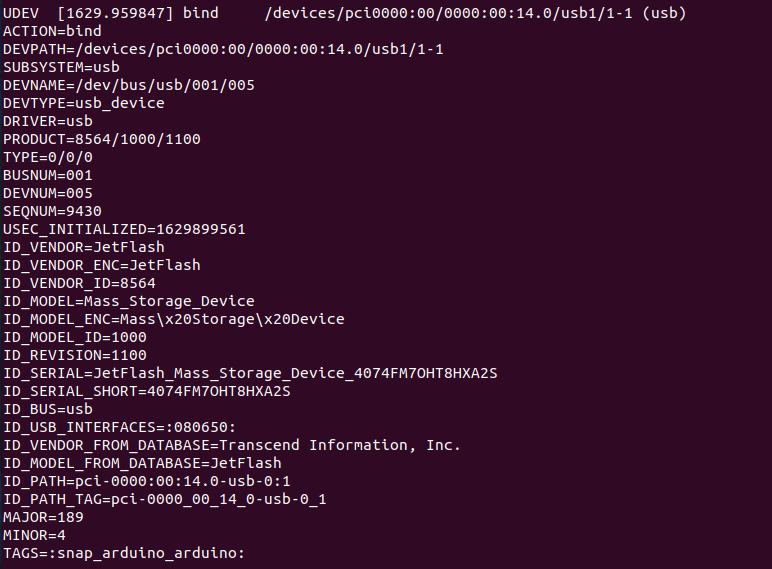 UDEV  [1629.959847] bind     /devices/pci0000:00/0000:00:14.0/usb1/1-1 (usb)
ACTION=bind
DEVPATH=/devices/pci0000:00/0000:00:14.0/usb1/1-1
SUBSYSTEM=usb
DEVNAME=/dev/bus/usb/001/005
DEVTYPE=usb_device
DRIVER=usb
PRODUCT=8564/1000/1100
TYPE=0/0/0
BUSNUM=001
DEVNUM=005
SEQNUM=9430
USEC_INITIALIZED=1629899561
ID_VENDOR=JetFlash
ID_VENDOR_ENC=JetFlash
ID_VENDOR_ID=8564
ID_MODEL=Mass_Storage_Device
ID_MODEL_ENC=Mass\x20Storage\x20Device
ID_MODEL_ID=1000
ID_REVISION=1100
ID_SERIAL=JetFlash_Mass_Storage_Device_4074FM7OHT8HXA2S
ID_SERIAL_SHORT=4074FM7OHT8HXA2S
ID_BUS=usb
ID_USB_INTERFACES=:080650:
ID_VENDOR_FROM_DATABASE=Transcend Information, Inc.
ID_MODEL_FROM_DATABASE=JetFlash
ID_PATH=pci-0000:00:14.0-usb-0:1
ID_PATH_TAG=pci-0000_00_14_0-usb-0_1
MAJOR=189
MINOR=4
TAGS=:snap_arduino_arduino: